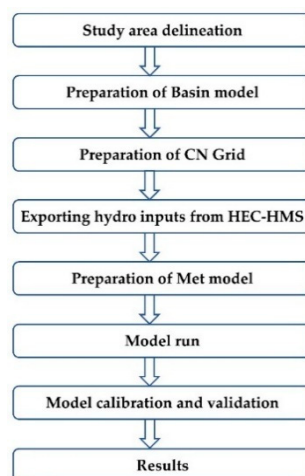 Study area delineation
Preparation of Basin model
Preparation of CN Grid
Exporting hydro inputs from HEC-HMS
Preparation of Met model
Model run
Model calibration and validation
Results